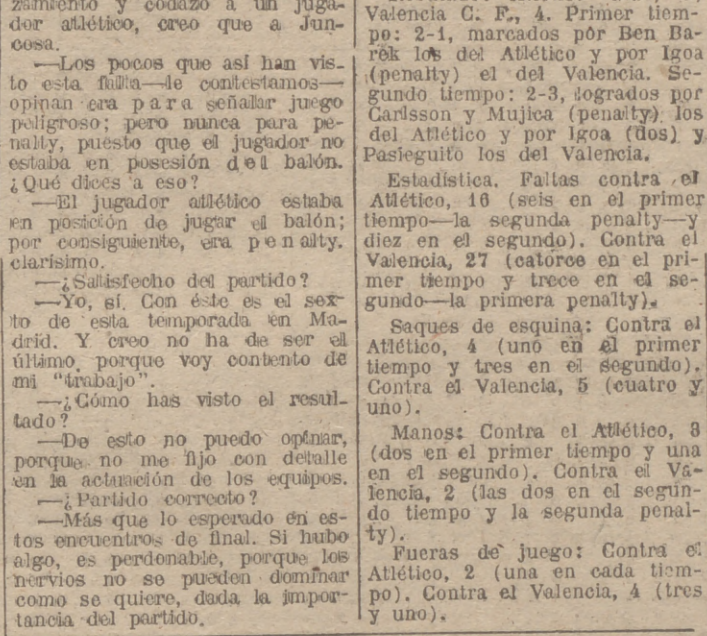 zamiento y codazo a un juga-
dor atlético, creo que a Jun-
cosa.
—Los pocos que así han vis-
to esta falta—le contestamos—
opinan era para señalar juego
peligroso; pero nunca para pe-
nalty, puesto que el jugador no
estaba en posesión del balón.
¿Qué dices a eso?
—El jugador atlético estaba
en posición de jugar el balón;
por consiguiente, era penalty.
clarísimo.
—¿Satisfecho del partido?
—Yo, sí. Con éste es el sex-
to de esta temporada en Ma-
drid. Y creo no ha de ser el
último, porque voy contento de
mi "trabajo".
—¿Cómo has visto el resul-
tado?
—De esto no puedo opinar,
porque no me fijo con detalle
en la actuación de los equipos.
—¿Partido correcto?
—Más que lo esperado en es-
tos encuentros de final. Si hubo
algo, es perdonable, porque los
nervios no se pueden dominar
como se quiere, dada la impor-
tancia del partido.
Valencia C. F., 4. Primer tiem-
po: 2-1, marcados por Ben Ba-
rek los del Atlético y por Igoa
(penalty) el del Valencia. Se-
gundo tiempo: 2-3, logrados por
Carlsson y Mujica (penalty) los
del Atlético y por Igoa (dos) y
Pasieguito los del Valencia.
Estadística. Faltas contra el
Atlético, 16 (seis en el primer
tiempo—la segunda penalty—y
diez en el segundo). Contra el
Valencia, 27 (catorce en el pri-
mer tiempo y trece en el se-
gundo—la primera penalty).
Saques de esquina: Contra el
Atlético, 4 (uno en el primer
tiempo y tres en el segundo).
Contra el Valencia, 5 (cuatro y
uno).
Manos: Contra el Atlético, 3
(dos en el primer tiempo y una
en el segundo). Contra el Va-
lencia, 2 (las dos en el segun-
do tiempo y la segunda penal-
ty).
Fueras de juego: Contra el
Atlético, 2 (una en cada tiem-
po). Contra el Valencia, 4 (tres
y uno).